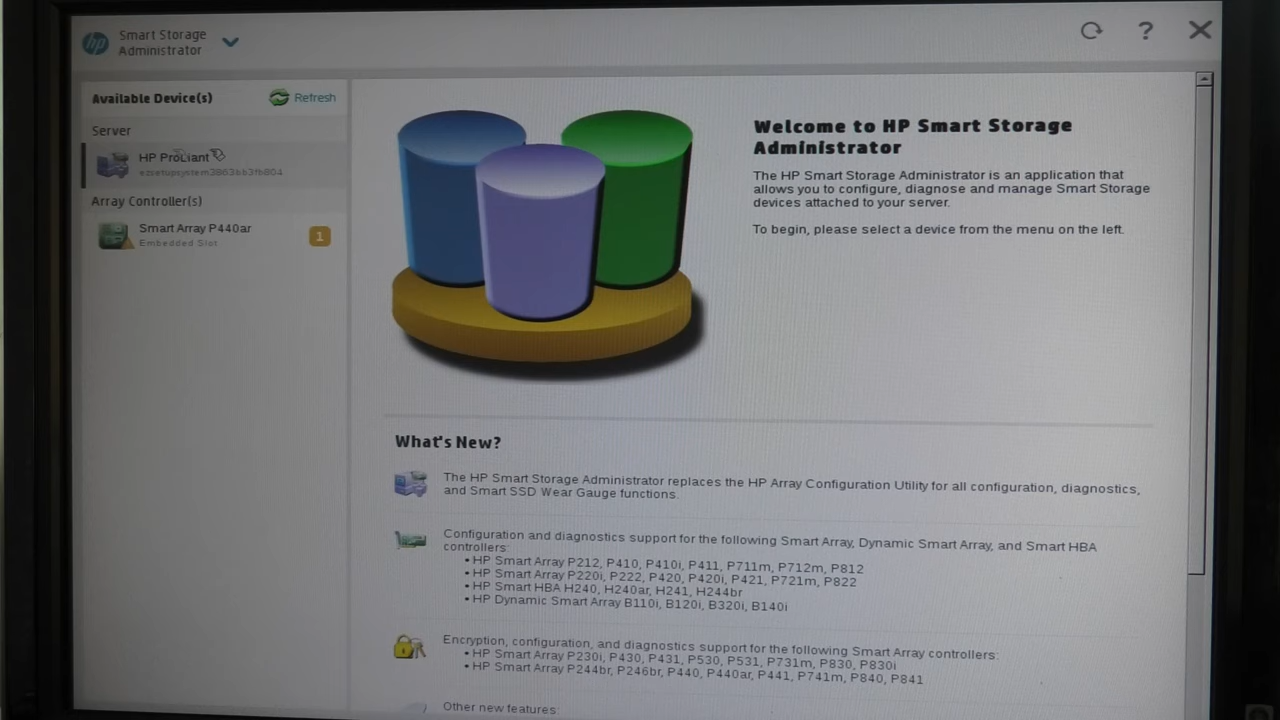 hp
Smart Storage
Administrator
Available Device(s)
Refresh
Server
HP ProLiant
ezsetupsystem3863bb3fb804
Array Controller(s)
Smart Array P440ar
Embedded Slot
1
?
Welcome to HP Smart Storage
Administrator
The HP Smart Storage Administrator is an application that
allows you to configure, diagnose and manage Smart Storage
devices attached to your server.
To begin, please select a device from the menu on the left.
What's New?
The HP Smart Storage Administrator replaces the HP Array Configuration Utility for all configuration, diagnostics,
and Smart SSD Wear Gauge functions.
Configuration and diagnostics support for the following Smart Array, Dynamic Smart Array, and Smart HBA
controllers:
• HP Smart Array P212, P410, P410i, P411, P711m, P712m, P812
• HP Smart Array P220i, P222, P420, P420i, P421, P721m, P822
• HP Smart HBA H240, H240ar, H241, H244br
• HP Dynamic Smart Array B110i, B120i, B320i, B140i
Encryption, configuration, and diagnostics support for the following Smart Array controllers:
• HP Smart Array P230i, P430, P431, P530, P531, P731m, P830, P830i
• HP Smart Array P244br, P246br, P440, P440ar, P441, P741m, P840, P841
Other new features: